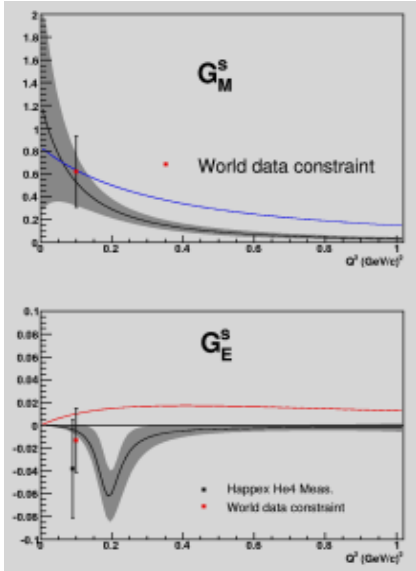 G_M^s
World data constraint
2
1.8
1.6
1.4
1.2
1
0.8
0.6
0.4
0.2
0
0 0.2 0.4 0.6 0.8 1
Q² (GeV/c)²
G_E^s
0.1
0.08
0.06
0.04
0.02
0
-0.02
-0.04
-0.06
-0.08
-0.1
Happex He4 Meas.
World data constraint
0 0.2 0.4 0.6 0.8 1
Q² (GeV/c)²